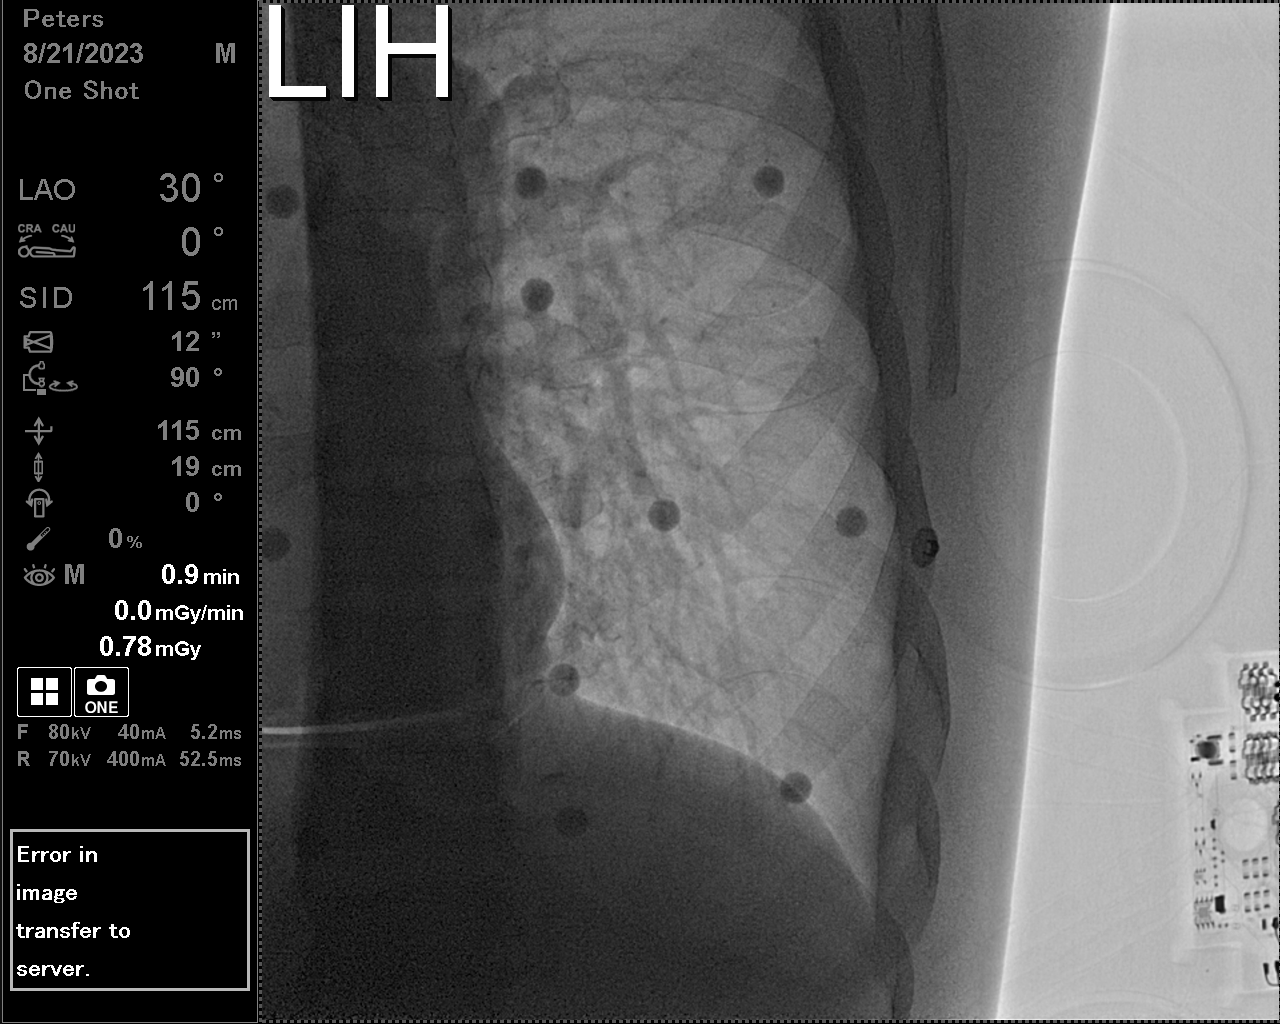 Peters
8/21/2023 M
One Shot
LIH
LAO 30 °
CRA CAU 0 °
SID 115 cm
12 ”
90 °
115 cm
19 cm
0 °
0 %
M 0.9 min
0.0 mGy/min
0.78 mGy
ONE
F 80kV 40mA 5.2ms
R 70kV 400mA 52.5ms
Error in
image
transfer to
server.